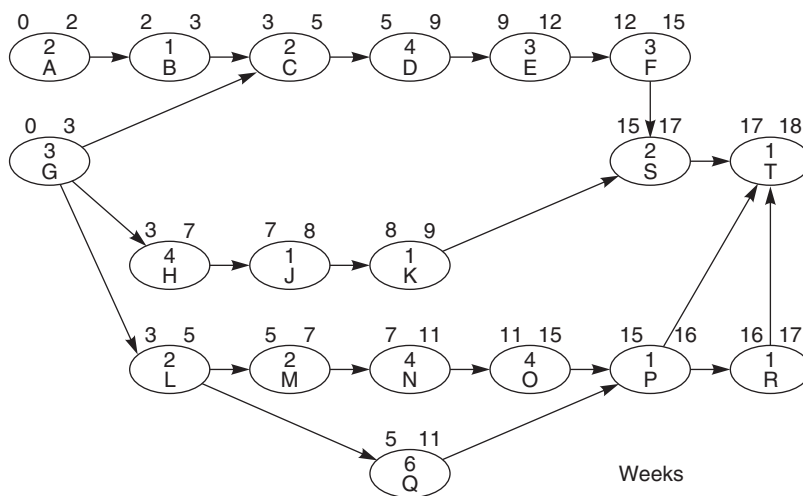 0 2 2 3 3 5 5 9 9 12 12 15
2 1 2 4 3 3
A B C D E F
0 3 15 17 17 18
3 2 1
G S T
3 7 7 8 8 9
4 1 1
H J K
3 5 5 7 7 11 11 15 15 16 16 17
2 2 4 4 1 1
L M N O P R
5 11
6
Q Weeks